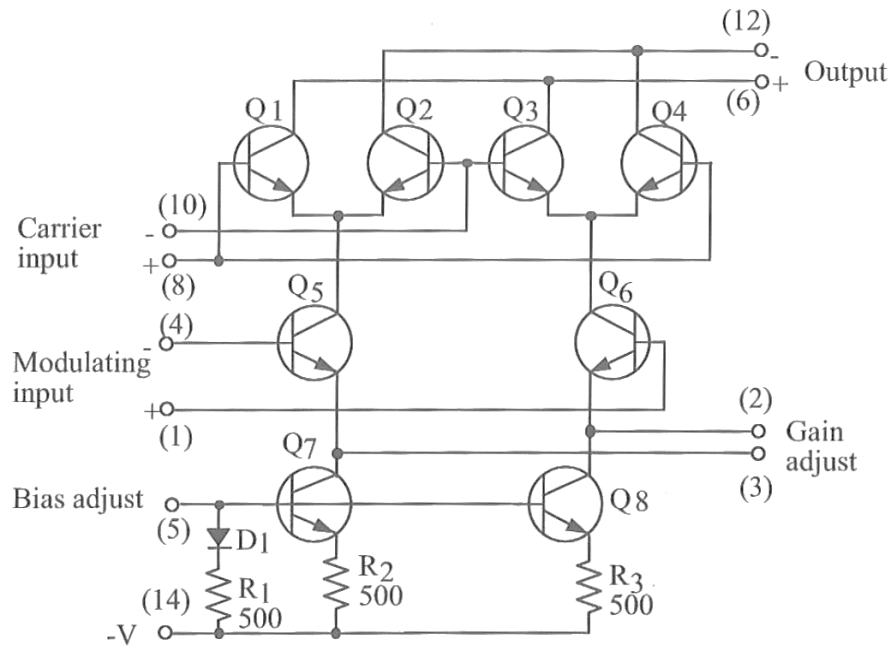 (12)
-
Output
+
(6)
Q1
Q2
Q3
Q4
(10)
Carrier
input
-
+
(8)
Q5
Q6
(4)
-
Modulating
input
+
(1)
(2)
Gain
adjust
(3)
Q7
Q8
Bias adjust
(5)
D1
R1
500
R2
500
R3
500
(14)
-V